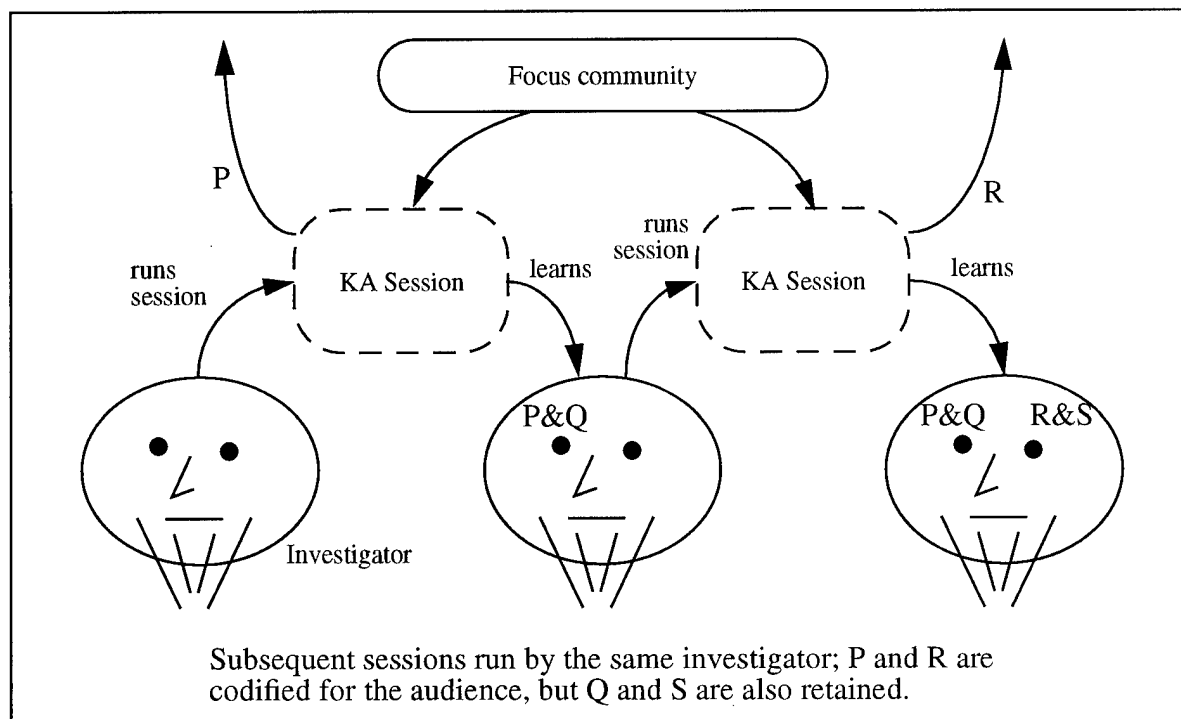 Focus community
P
R
runs
session
KA Session
learns
runs
session
KA Session
learns
P&Q
P&Q
R&S
Investigator
Subsequent sessions run by the same investigator; P and R are
codified for the audience, but Q and S are also retained.